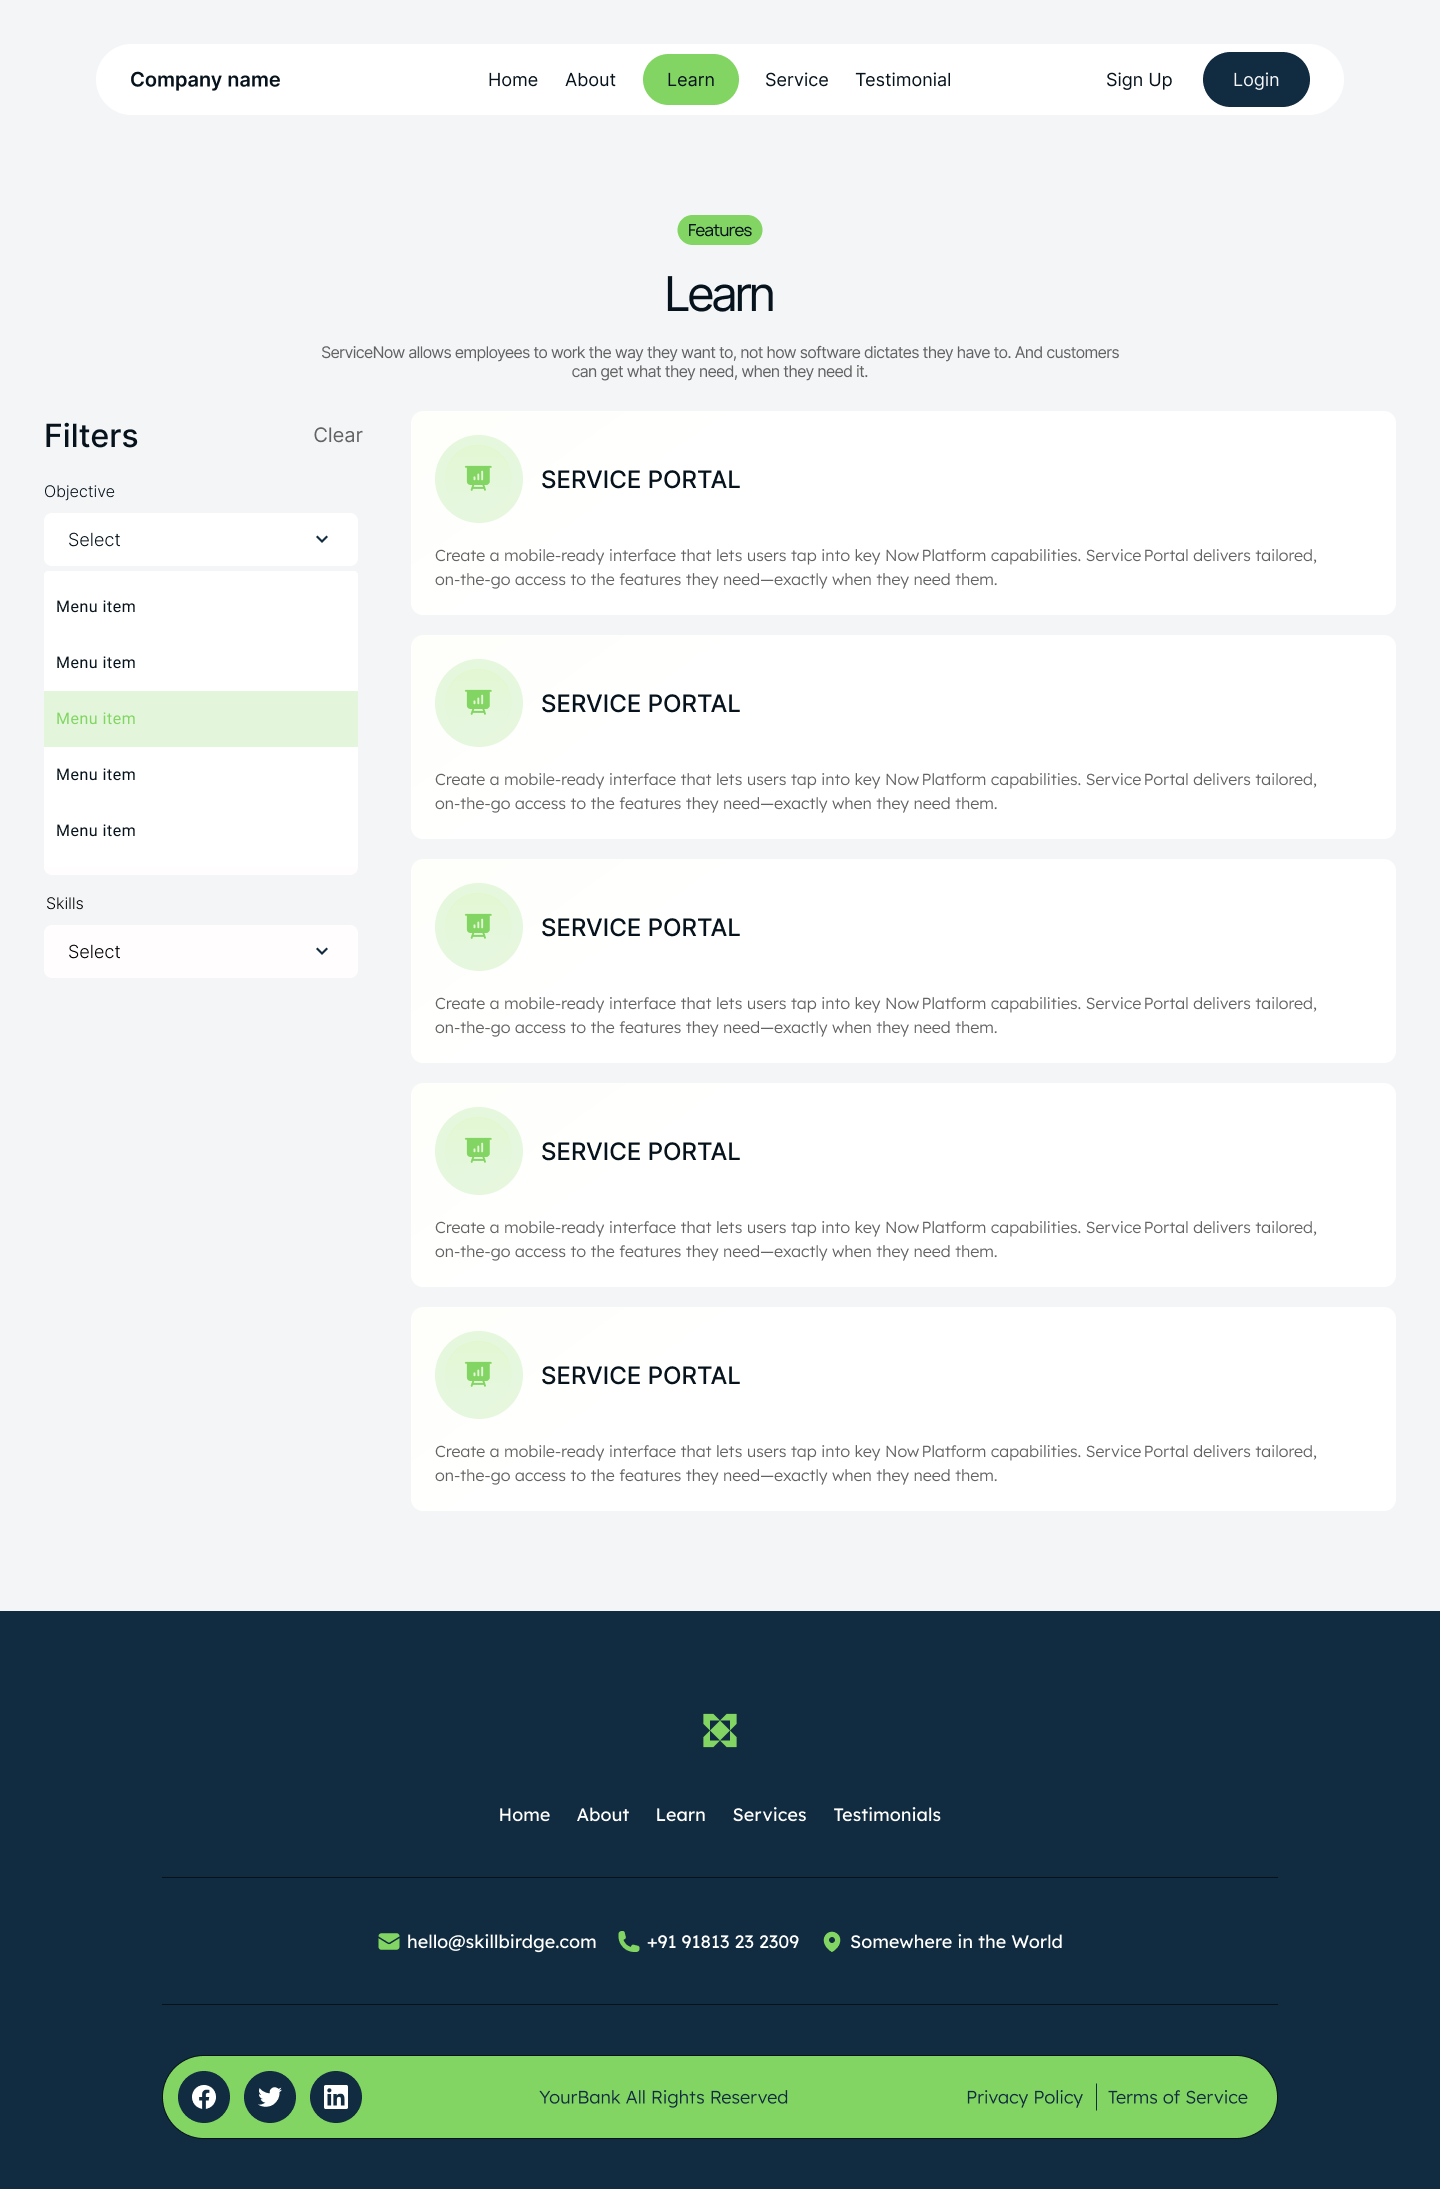 Company name
Home About Learn Service Testimonial
Sign Up Login
Features
Learn
ServiceNow allows employees to work the way they want to, not how software dictates they have to. And customers
can get what they need, when they need it.
Filters Clear
Objective
Select
Menu item
Menu item
Menu item
Menu item
Menu item
Skills
Select
SERVICE PORTAL
Create a mobile-ready interface that lets users tap into key Now Platform capabilities. Service Portal delivers tailored,
on-the-go access to the features they need—exactly when they need them.
SERVICE PORTAL
Create a mobile-ready interface that lets users tap into key Now Platform capabilities. Service Portal delivers tailored,
on-the-go access to the features they need—exactly when they need them.
SERVICE PORTAL
Create a mobile-ready interface that lets users tap into key Now Platform capabilities. Service Portal delivers tailored,
on-the-go access to the features they need—exactly when they need them.
SERVICE PORTAL
Create a mobile-ready interface that lets users tap into key Now Platform capabilities. Service Portal delivers tailored,
on-the-go access to the features they need—exactly when they need them.
SERVICE PORTAL
Create a mobile-ready interface that lets users tap into key Now Platform capabilities. Service Portal delivers tailored,
on-the-go access to the features they need—exactly when they need them.
Home About Learn Services Testimonials
hello@skillbirdge.com +91 91813 23 2309 Somewhere in the World
YourBank All Rights Reserved
Privacy Policy Terms of Service